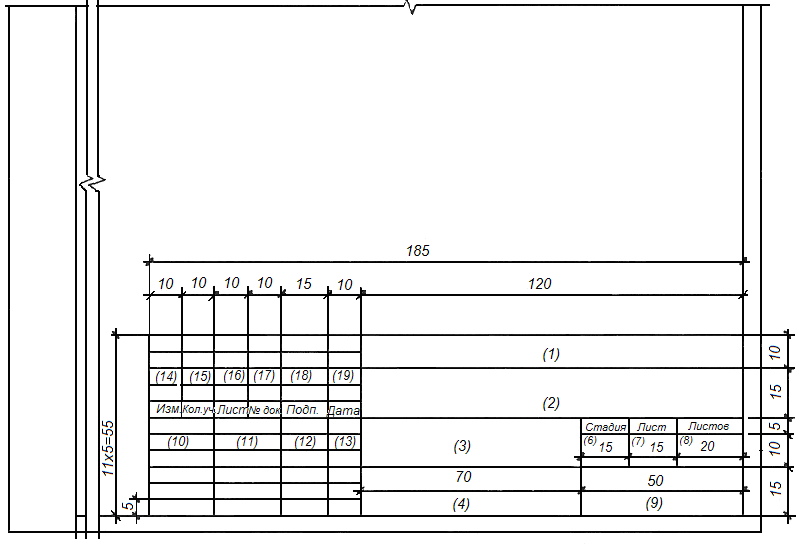 185
10 10 10 10 15 10 120
(1) 10
(14) (15) (16) (17) (18) (19)
15
(2)
Изм. Кол.уч. Лист № док. Подп. Дата
Стадия Лист Листов 5
(10) (11) (12) (13) (3) (6) 15 (7) 15 (8) 20 10
11х5=55
70 50
5 (4) (9) 15